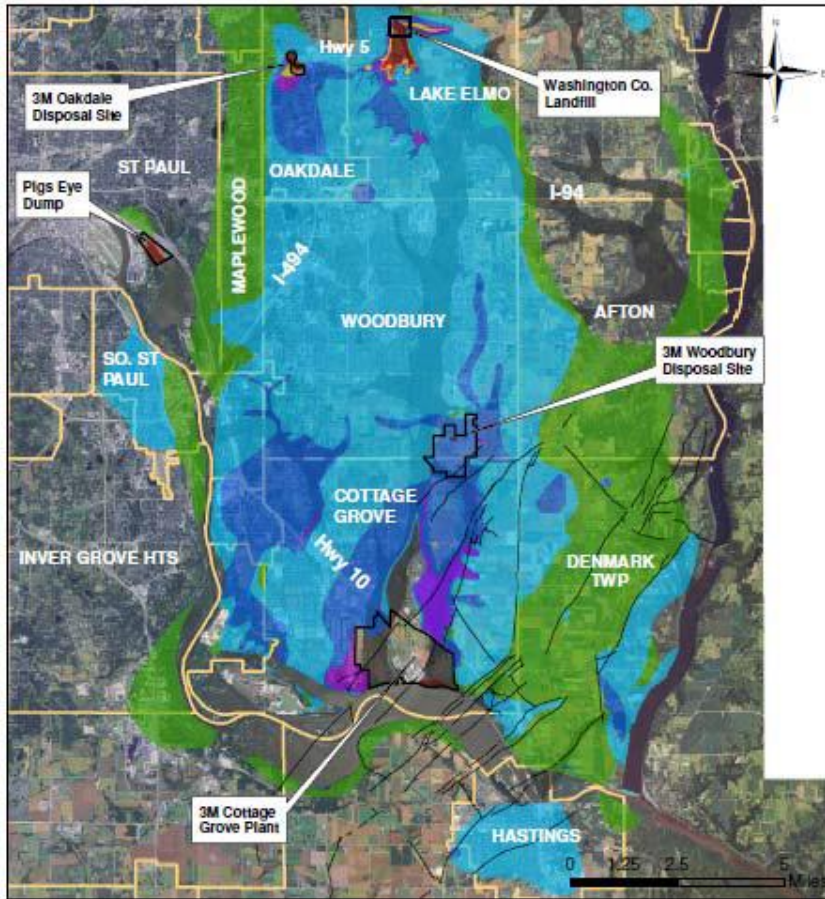 Hwy 5
N
E
S
3M Oakdale
Disposal Site
LAKE ELMO
Washington Co.
Landfill
ST PAUL
OAKDALE
Pigs Eye
Dump
MAPLEWOOD
I-94
I-494
WOODBURY
AFTON
SO. ST
PAUL
3M Woodbury
Disposal Site
COTTAGE
GROVE
INVER GROVE HTS
Hwy 10
DENMARK
TWP
3M Cottage
Grove Plant
HASTINGS
0 1.25 2.5 5
Miles